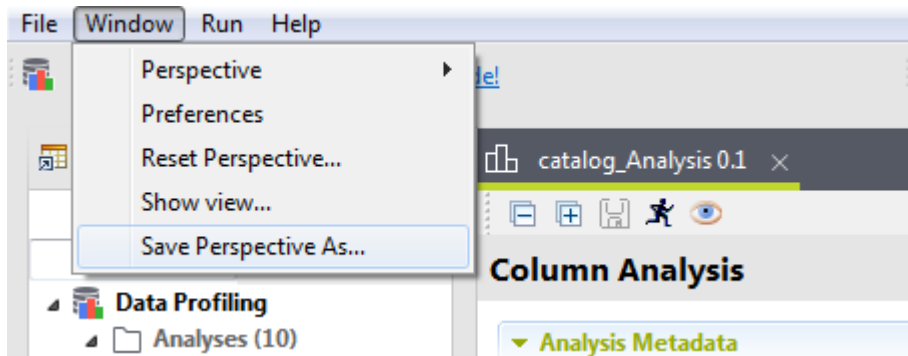 File Window Run Help
Perspective
de!
Preferences
Reset Perspective...
catalog_Analysis 0.1
Show view...
Save Perspective As...
Column Analysis
Data Profiling
Analyses (10)
Analysis Metadata